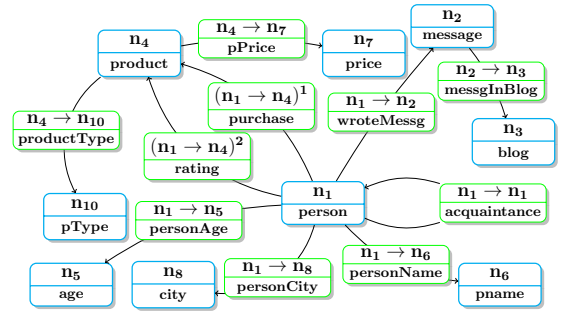 n₄
product
n₄ → n₇
pPrice
n₇
price
n₂
message
n₂ → n₃
messgInBlog
n₄ → n₁₀
productType
(n₁ → n₄)¹
purchase
n₁ → n₂
wroteMessg
n₃
blog
(n₁ → n₄)²
rating
n₁₀
pType
n₁ → n₅
personAge
n₁
person
n₁ → n₁
acquaintance
n₅
age
n₈
city
n₁ → n₈
personCity
n₁ → n₆
personName
n₆
pname